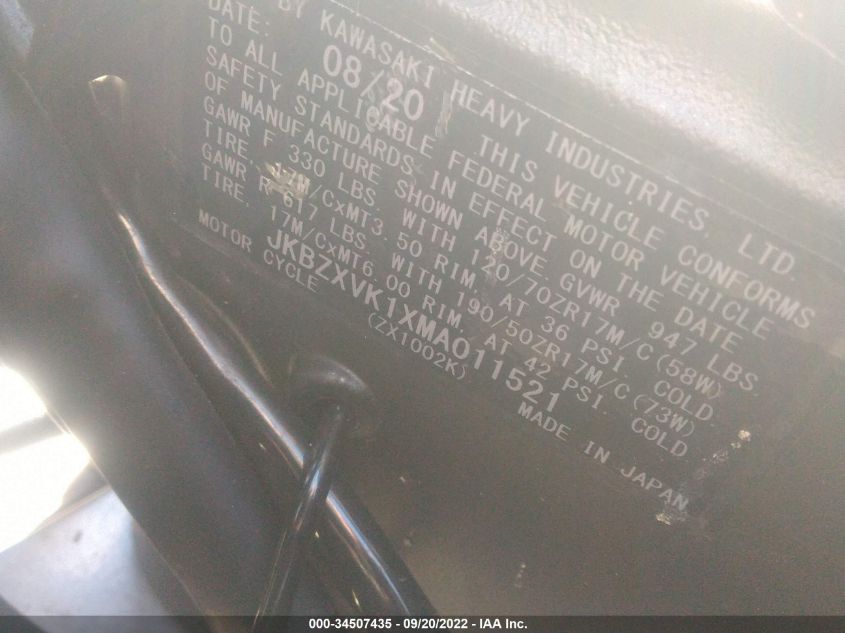 BY KAWASAKI HEAVY INDUSTRIES, LTD.
DATE: 08/20 THIS VEHICLE CONFORMS
TO ALL APPLICABLE FEDERAL MOTOR VEHICLE
SAFETY STANDARDS IN EFFECT ON THE DATE
OF MANUFACTURE SHOWN ABOVE GVWR 947 LBS.
GAWR F 330 LBS. WITH 120/70ZR17M/C(58W)
TIRE, 17M/CXMT3.50 RIM, AT 36 PSI. COLD.
GAWR R 617 LBS. WITH 190/50ZR17M/C(73W)
TIRE, 17M/CXMT6.00 RIM, AT 42 PSI. COLD
JKBZXVK1XMA011521
MOTOR CYCLE (ZX1002K) MADE IN JAPAN
000-34507435 - 09/20/2022 - IAA Inc.